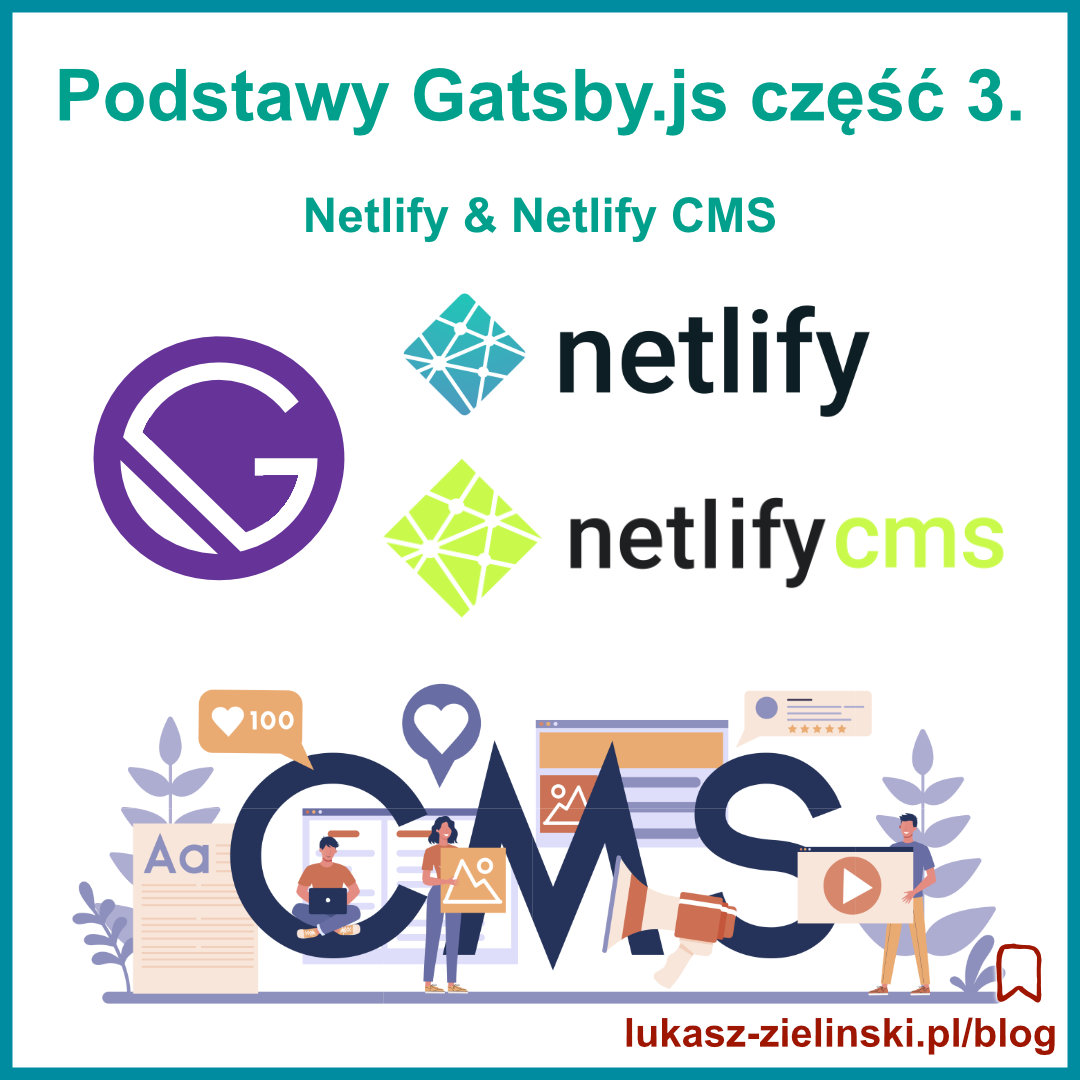 Podstawy Gatsby.js część 3.
Netlify & Netlify CMS
netlify
netlifycms
100
CMS
Aa
lukasz-zielinski.pl/blog